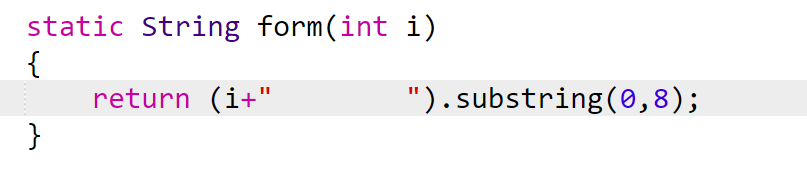 static String form(int i)
{
    return (i+"        ").substring(0,8);
}